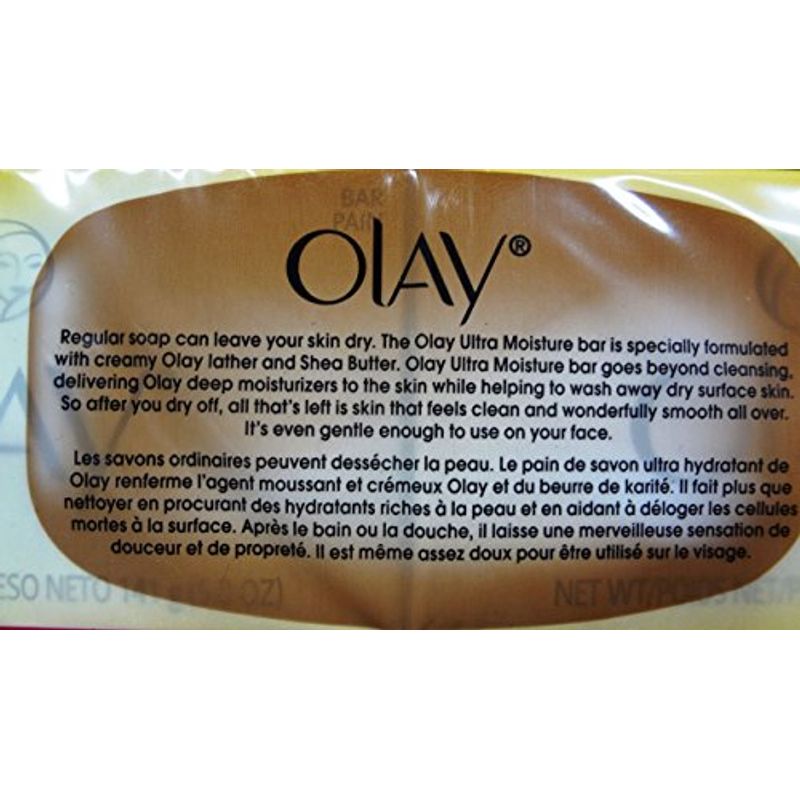 BAR
PAIN
OLAY®
Regular soap can leave your skin dry. The Olay Ultra Moisture bar is specially formulated
with creamy Olay lather and Shea Butter. Olay Ultra Moisture bar goes beyond cleansing,
delivering Olay deep moisturizers to the skin while helping to wash away dry surface skin.
So after you dry off, all that's left is skin that feels clean and wonderfully smooth all over.
It's even gentle enough to use on your face.
Les savons ordinaires peuvent dessécher la peau. Le pain de savon ultra hydratant de
Olay renferme l'agent moussant et crémeux Olay et du beurre de karité. Il fait plus que
nettoyer en procurant des hydratants riches à la peau et en aidant à déloger les cellules
mortes à la surface. Après le bain ou la douche, il laisse une merveilleuse sensation de
douceur et de propreté. Il est même assez doux pour être utilisé sur le visage.
ESO NETO 141 g OZ) NET WT/POIDS NET/P